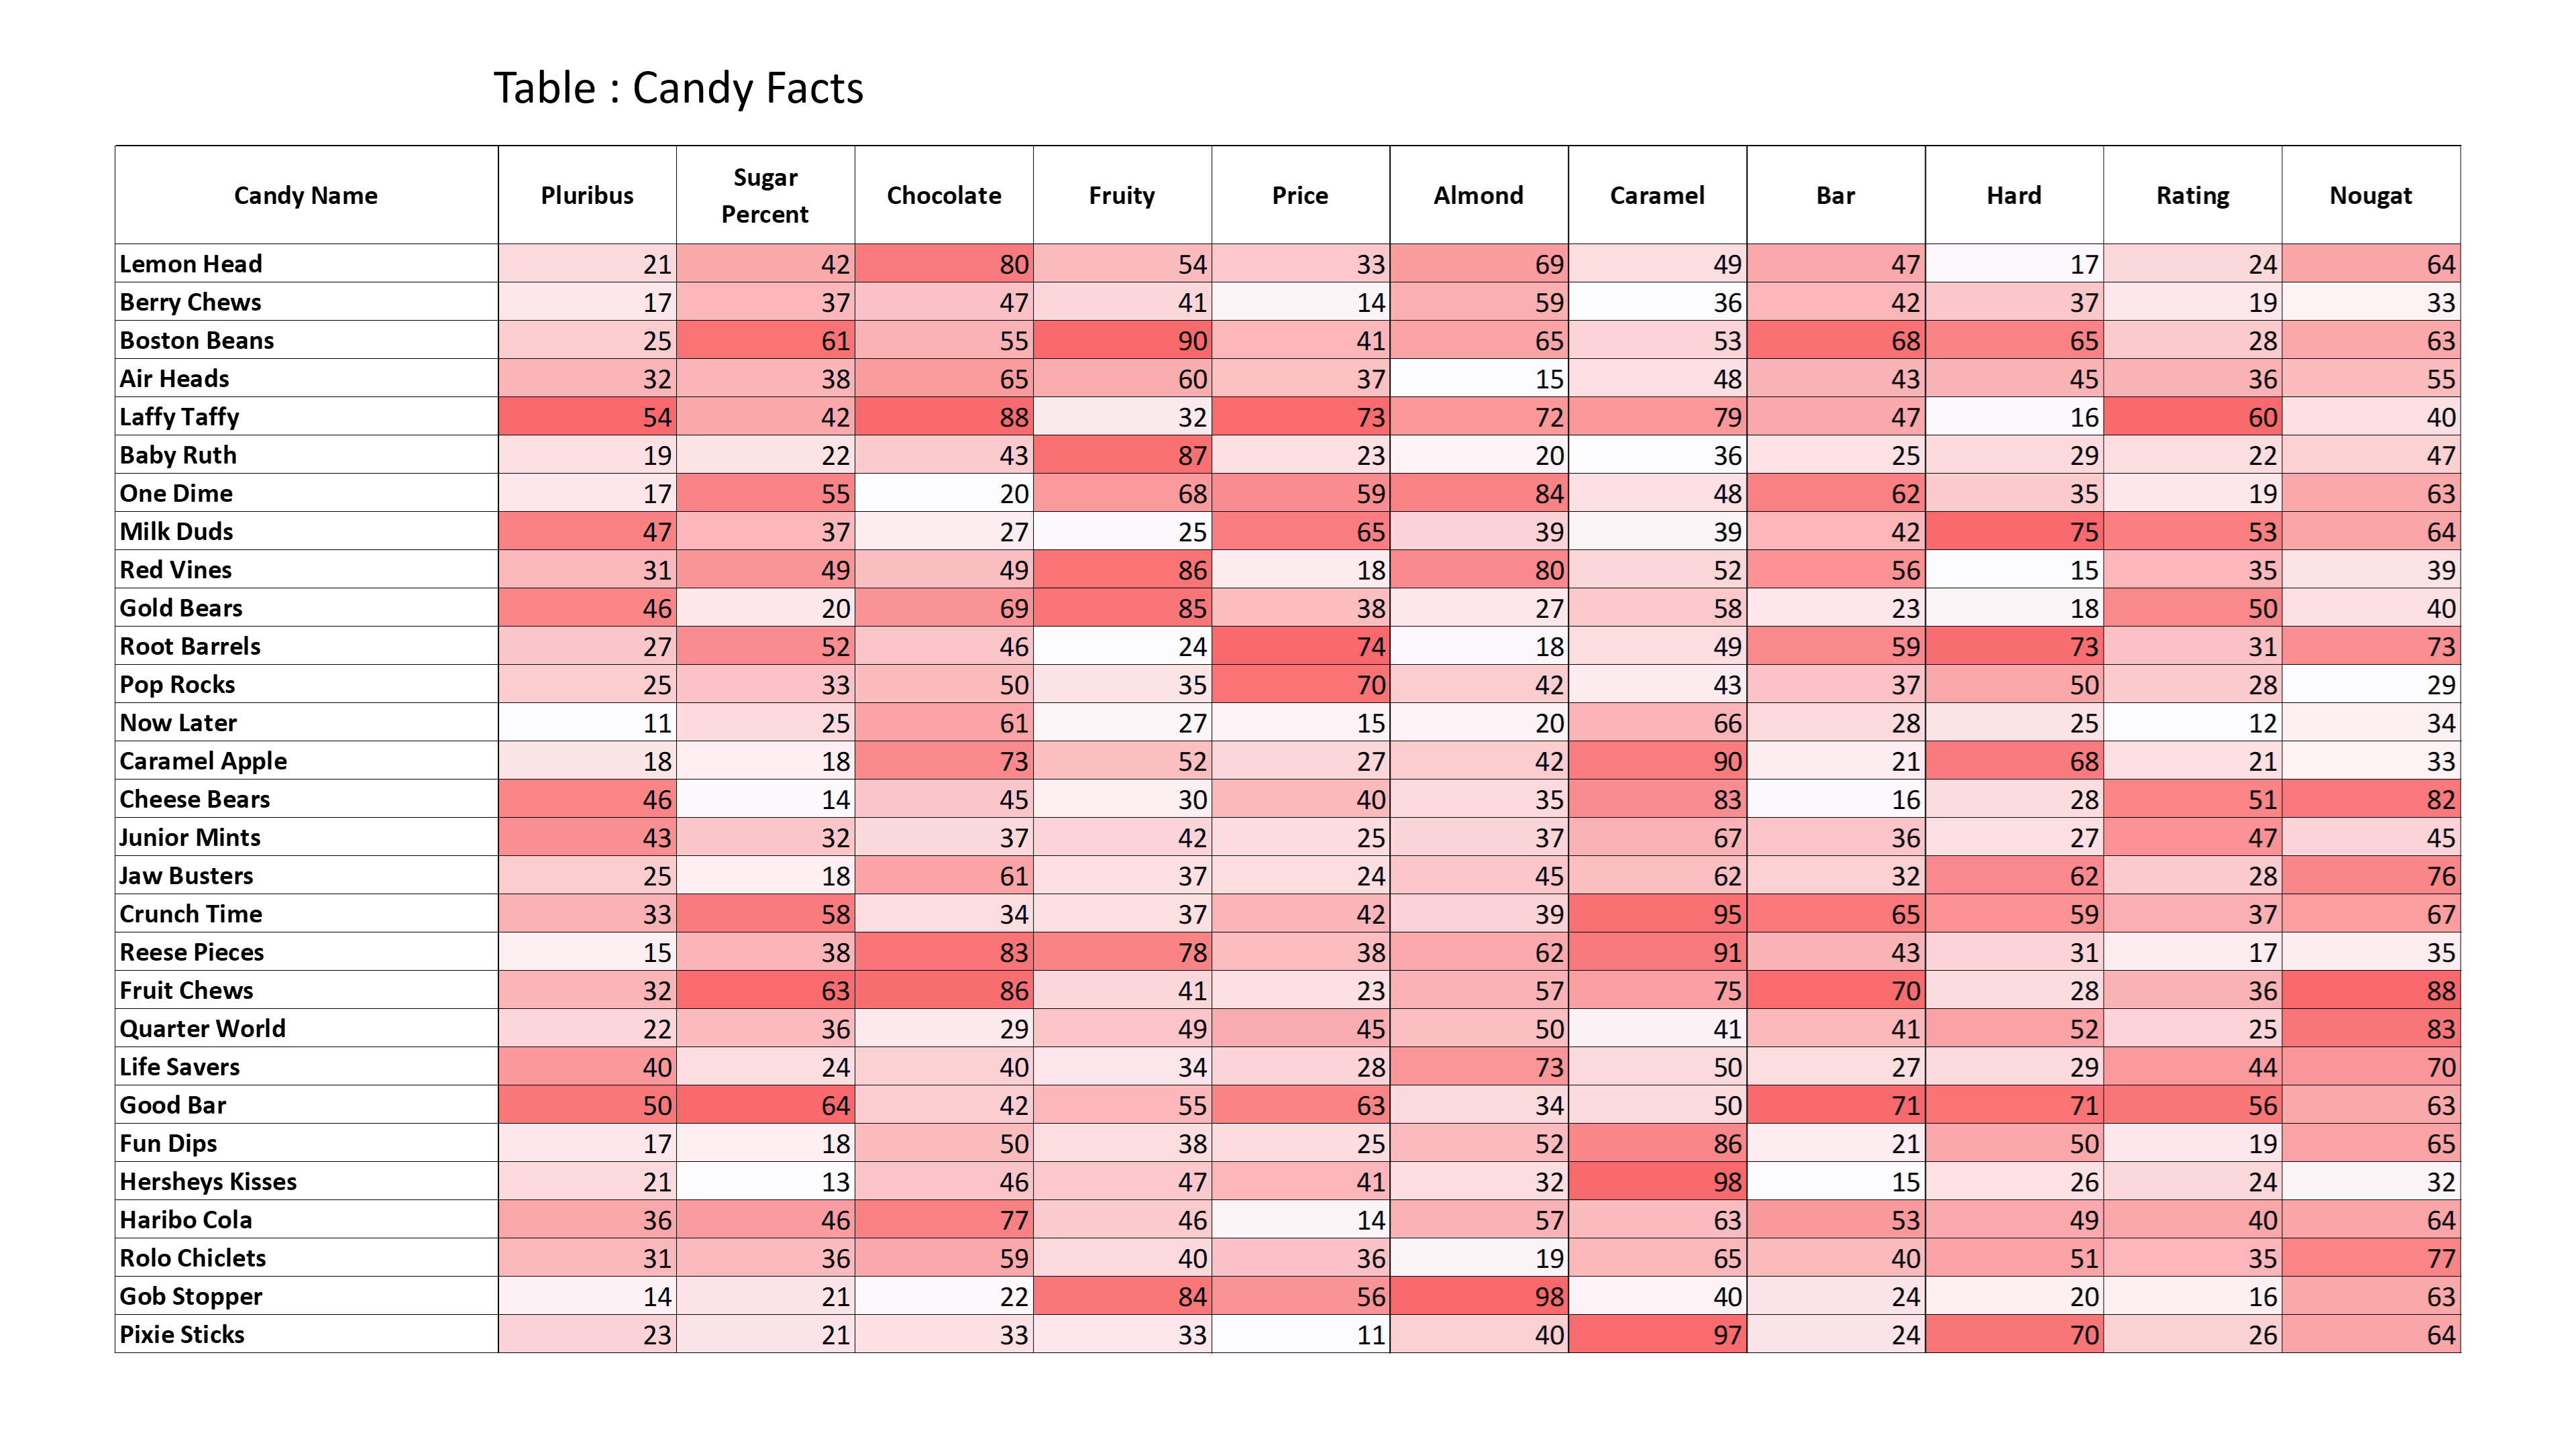 Table : Candy Facts
Candy Name Pluribus Sugar Percent Chocolate Fruity Price Almond Caramel Bar Hard Rating Nougat
Lemon Head 21 42 80 54 33 69 49 47 17 24 64
Berry Chews 17 37 47 41 14 59 36 42 37 19 33
Boston Beans 25 61 55 90 41 65 53 68 65 28 63
Air Heads 32 38 65 60 37 15 48 43 45 36 55
Laffy Taffy 54 42 88 32 73 72 79 47 16 60 40
Baby Ruth 19 22 43 87 23 20 36 25 29 22 47
One Dime 17 55 20 68 59 84 48 62 35 19 63
Milk Duds 47 37 27 25 65 39 39 42 75 53 64
Red Vines 31 49 49 86 18 80 52 56 15 35 39
Gold Bears 46 20 69 85 38 27 58 23 18 50 40
Root Barrels 27 52 46 24 74 18 49 59 73 31 73
Pop Rocks 25 33 50 35 70 42 43 37 50 28 29
Now Later 11 25 61 27 15 20 66 28 25 12 34
Caramel Apple 18 18 73 52 27 42 90 21 68 21 33
Cheese Bears 46 14 45 30 40 35 83 16 28 51 82
Junior Mints 43 32 37 42 25 37 67 36 27 47 45
Jaw Busters 25 18 61 37 24 45 62 32 62 28 76
Crunch Time 33 58 34 37 42 39 95 65 59 37 67
Reese Pieces 15 38 83 78 38 62 91 43 31 17 35
Fruit Chews 32 63 86 41 23 57 75 70 28 36 88
Quarter World 22 36 29 49 45 50 41 41 52 25 83
Life Savers 40 24 40 34 28 73 50 27 29 44 70
Good Bar 50 64 42 55 63 34 50 71 71 56 63
Fun Dips 17 18 50 38 25 52 86 21 50 19 65
Hersheys Kisses 21 13 46 47 41 32 98 15 26 24 32
Haribo Cola 36 46 77 46 14 57 63 53 49 40 64
Rolo Chiclets 31 36 59 40 36 19 65 40 51 35 77
Gob Stopper 14 21 22 84 56 98 40 24 20 16 63
Pixie Sticks 23 21 33 33 11 40 97 24 70 26 64